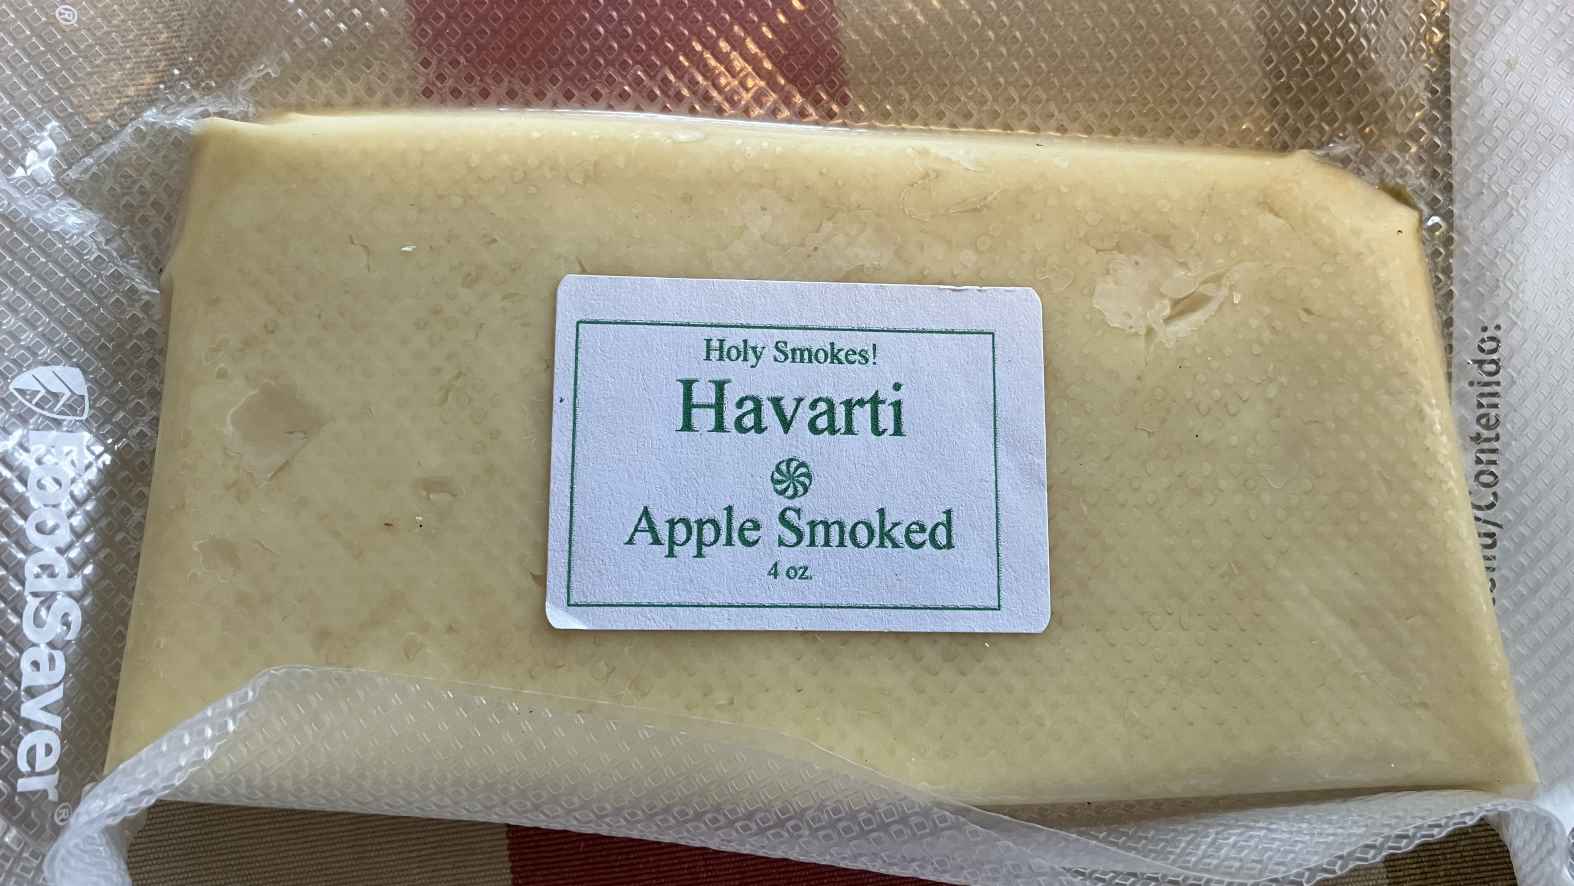 Holy Smokes!
Havarti
Apple Smoked
4 oz.
FoodSaver®
/Contenido:
®